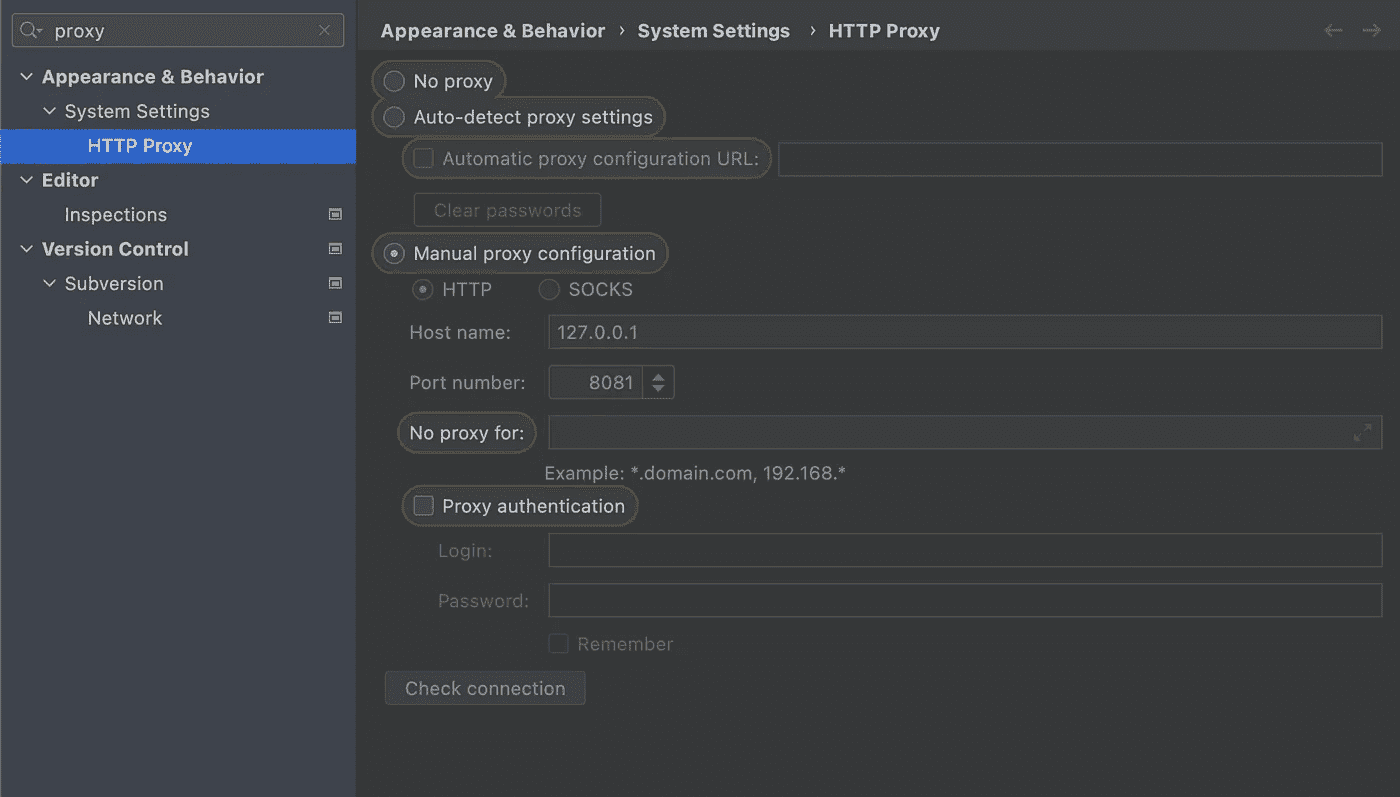 proxy
Appearance & Behavior
System Settings
HTTP Proxy
Editor
Inspections
Version Control
Subversion
Network
Appearance & Behavior › System Settings › HTTP Proxy
No proxy
Auto-detect proxy settings
Automatic proxy configuration URL:
Clear passwords
Manual proxy configuration
HTTP SOCKS
Host name: 127.0.0.1
Port number: 8081
No proxy for:
Example: *.domain.com, 192.168.*
Proxy authentication
Login:
Password:
Remember
Check connection